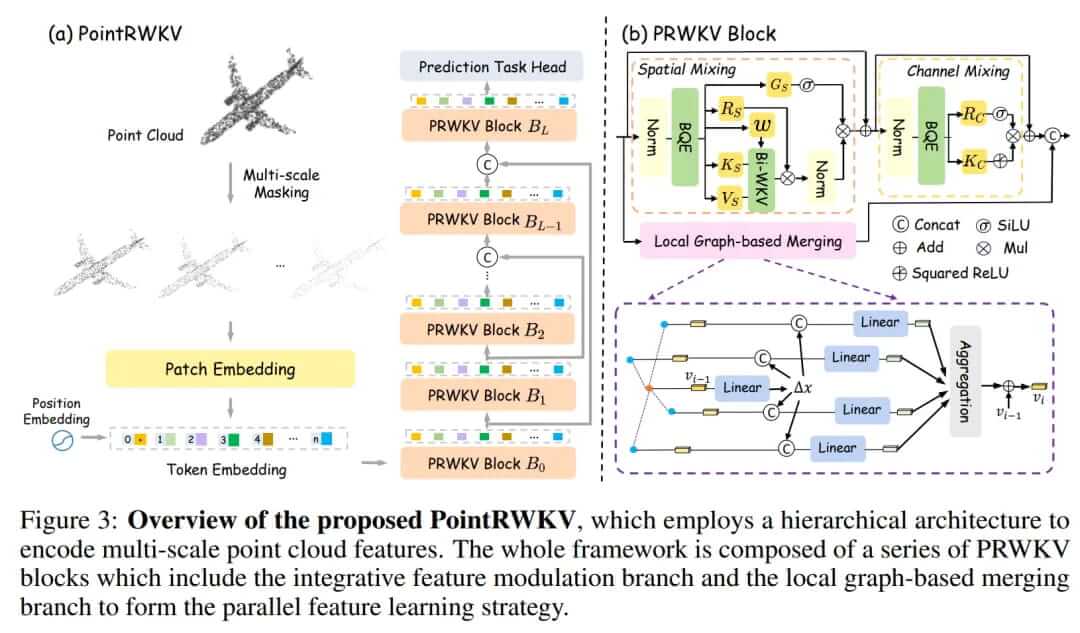 (a) PointRWKV
Point Cloud
Multi-scale
Masking
...
Patch Embedding
Position
Embedding
0 1 2 3 4 ... n
Token Embedding
Prediction Task Head
...
PRWKV Block B_L
C
...
PRWKV Block B_{L−1}
C
⋮
...
PRWKV Block B_2
...
PRWKV Block B_1
...
PRWKV Block B_0
(b) PRWKV Block
Spatial Mixing
Norm
BQE
G_S σ
R_S
w
K_S
V_S
Bi-WKV
Norm
Channel Mixing
Norm
BQE
R_C σ
K_C
C
Local Graph-based Merging
C Concat σ SiLU
⊕ Add ⊗ Mul
Squared ReLU
C Linear
C Linear
v_{i−1} Linear Δx
C Linear
C Linear
Aggregation
v_{i−1}
v_i
Figure 3: Overview of the proposed PointRWKV, which employs a hierarchical architecture to
encode multi-scale point cloud features. The whole framework is composed of a series of PRWKV
blocks which include the integrative feature modulation branch and the local graph-based merging
branch to form the parallel feature learning strategy.